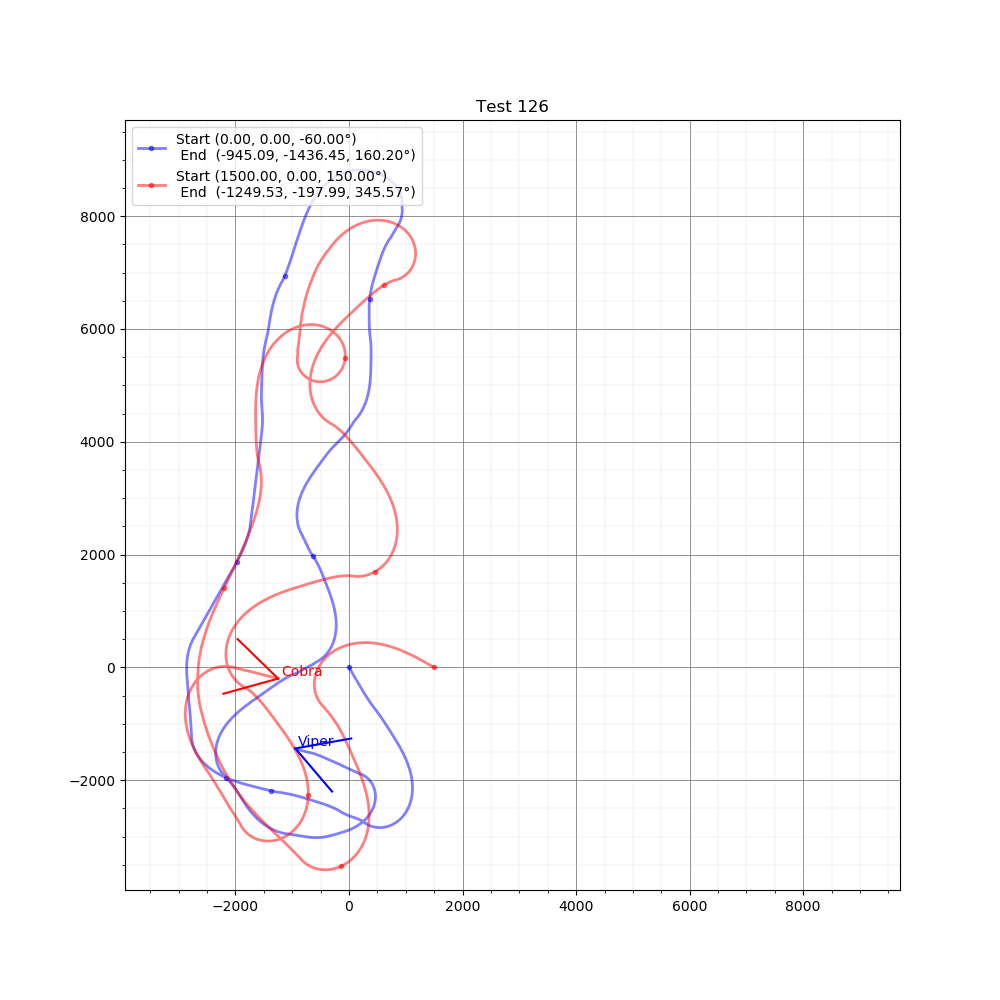 Test 126
Start (0.00, 0.00, -60.00°)
End (-945.09, -1436.45, 160.20°)
Start (1500.00, 0.00, 150.00°)
End (-1249.53, -197.99, 345.57°)
8000
6000
4000
2000
0
−2000
Cobra
Viper
−2000 0 2000 4000 6000 8000